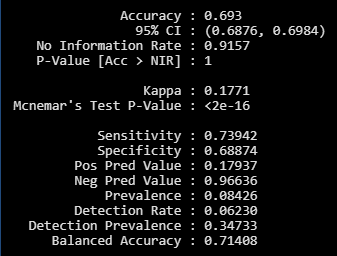 Accuracy : 0.693
95% CI : (0.6876, 0.6984)
No Information Rate : 0.9157
P-Value [Acc > NIR] : 1
Kappa : 0.1771
Mcnemar's Test P-Value : <2e-16
Sensitivity : 0.73942
Specificity : 0.68874
Pos Pred Value : 0.17937
Neg Pred Value : 0.96636
Prevalence : 0.08426
Detection Rate : 0.06230
Detection Prevalence : 0.34733
Balanced Accuracy : 0.71408